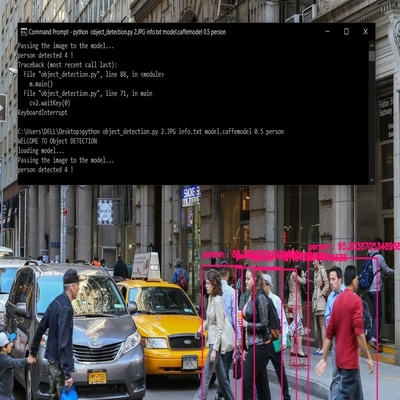 Command Prompt - python object_detection.py 2.JPG info.txt model.caffemodel 0.5 person
Passing the image to the model...
person detected 4 !
Traceback (most recent call last):
File "object_detection.py", line 88, in <module>
m.main()
File "object_detection.py", line 71, in main
cv2.waitKey(0)
KeyboardInterrupt
C:\Users\DELL\Desktop>python object_detection.py 2.JPG info.txt model.caffemodel 0.5 person
WELCOME TO Object DETECTION
loading model...
Passing the image to the model...
person detected 4 !
SMOKE
person :